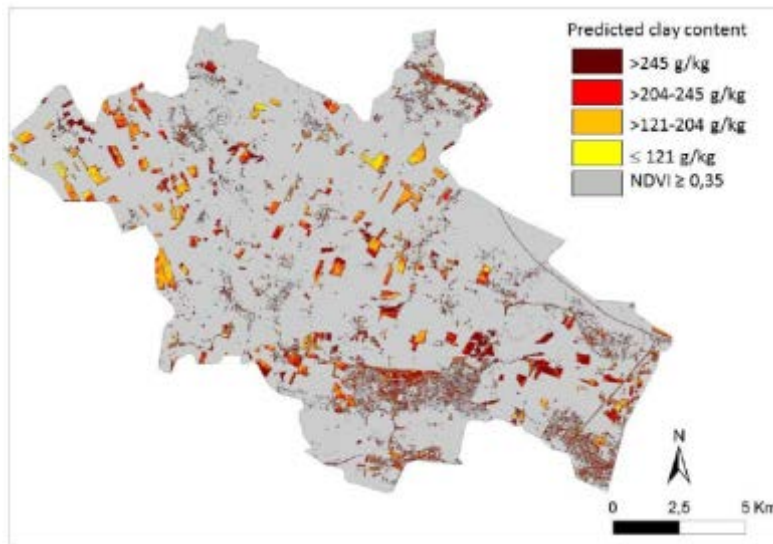 Predicted clay content
>245 g/kg
>204-245 g/kg
>121-204 g/kg
≤ 121 g/kg
NDVI ≥ 0,35
N
0 2,5 5 Km